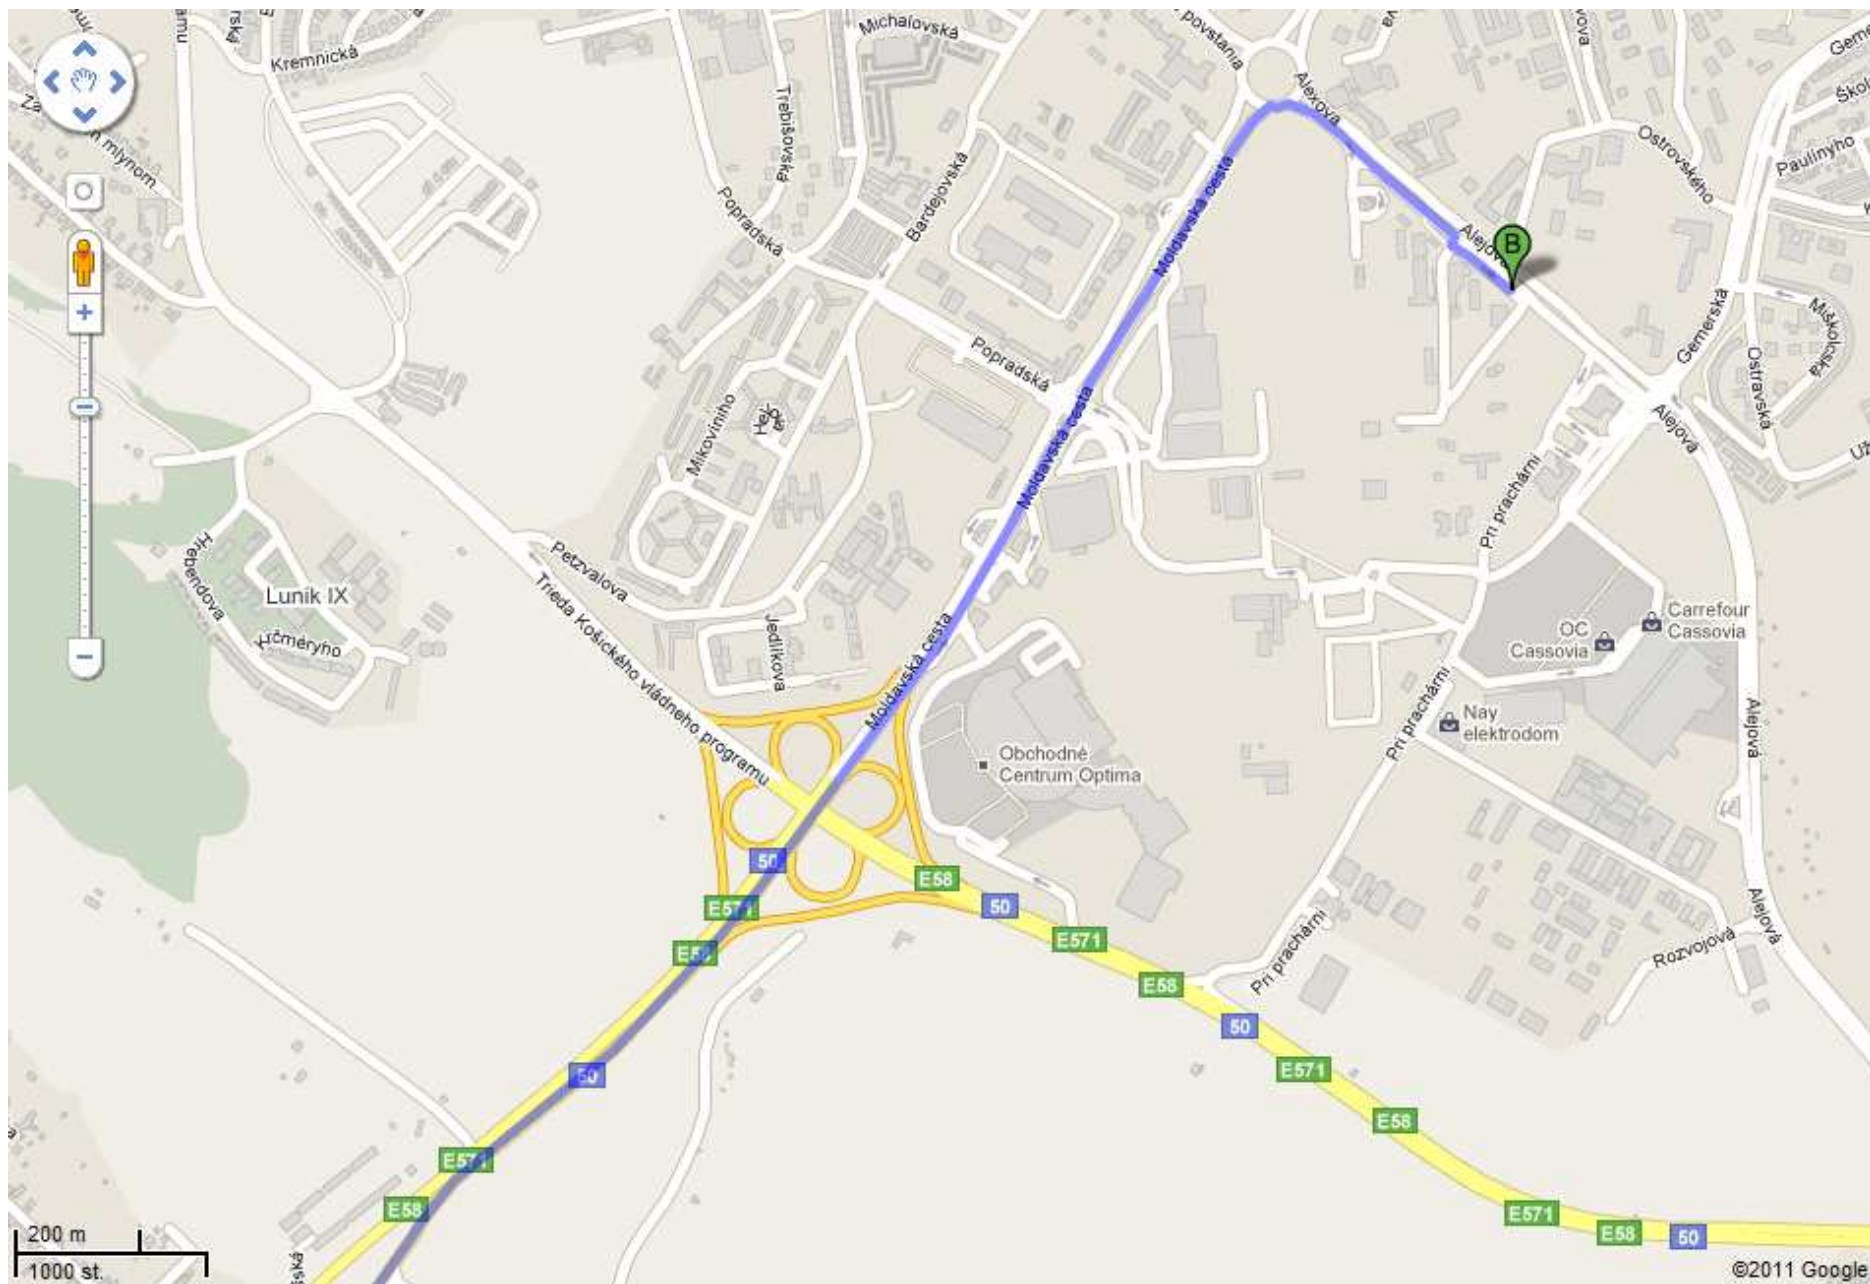 Kremnická
Michalovská
povstania
Alexova
Trebišovská
Bardejovská
Popradská
Moldavská cesta
Ostrovského
Gemerská
Paulínyho
mlynom
B
Alejová
Popradská
Miškolcská
Ostravská
Mikovíniho
Moldavská cesta
Alejová
Pri prachárni
Petzvalova
Hrebendova
Lunik IX
Krčméryho
Jedlíkova
Trieda Košického vládneho programu
Moldavská cesta
OC
Cassovia
Carrefour
Cassovia
Pri prachárni
Nay
elektrodom
Alejová
Obchodné
Centrum Optima
50
E58
E571
50
E58
E571
Alejová
Rozvojová
Pri prachárni
E58
50
50
E571
E58
E571
E58
E571
E58
50
200 m
1000 st.
©2011 Google